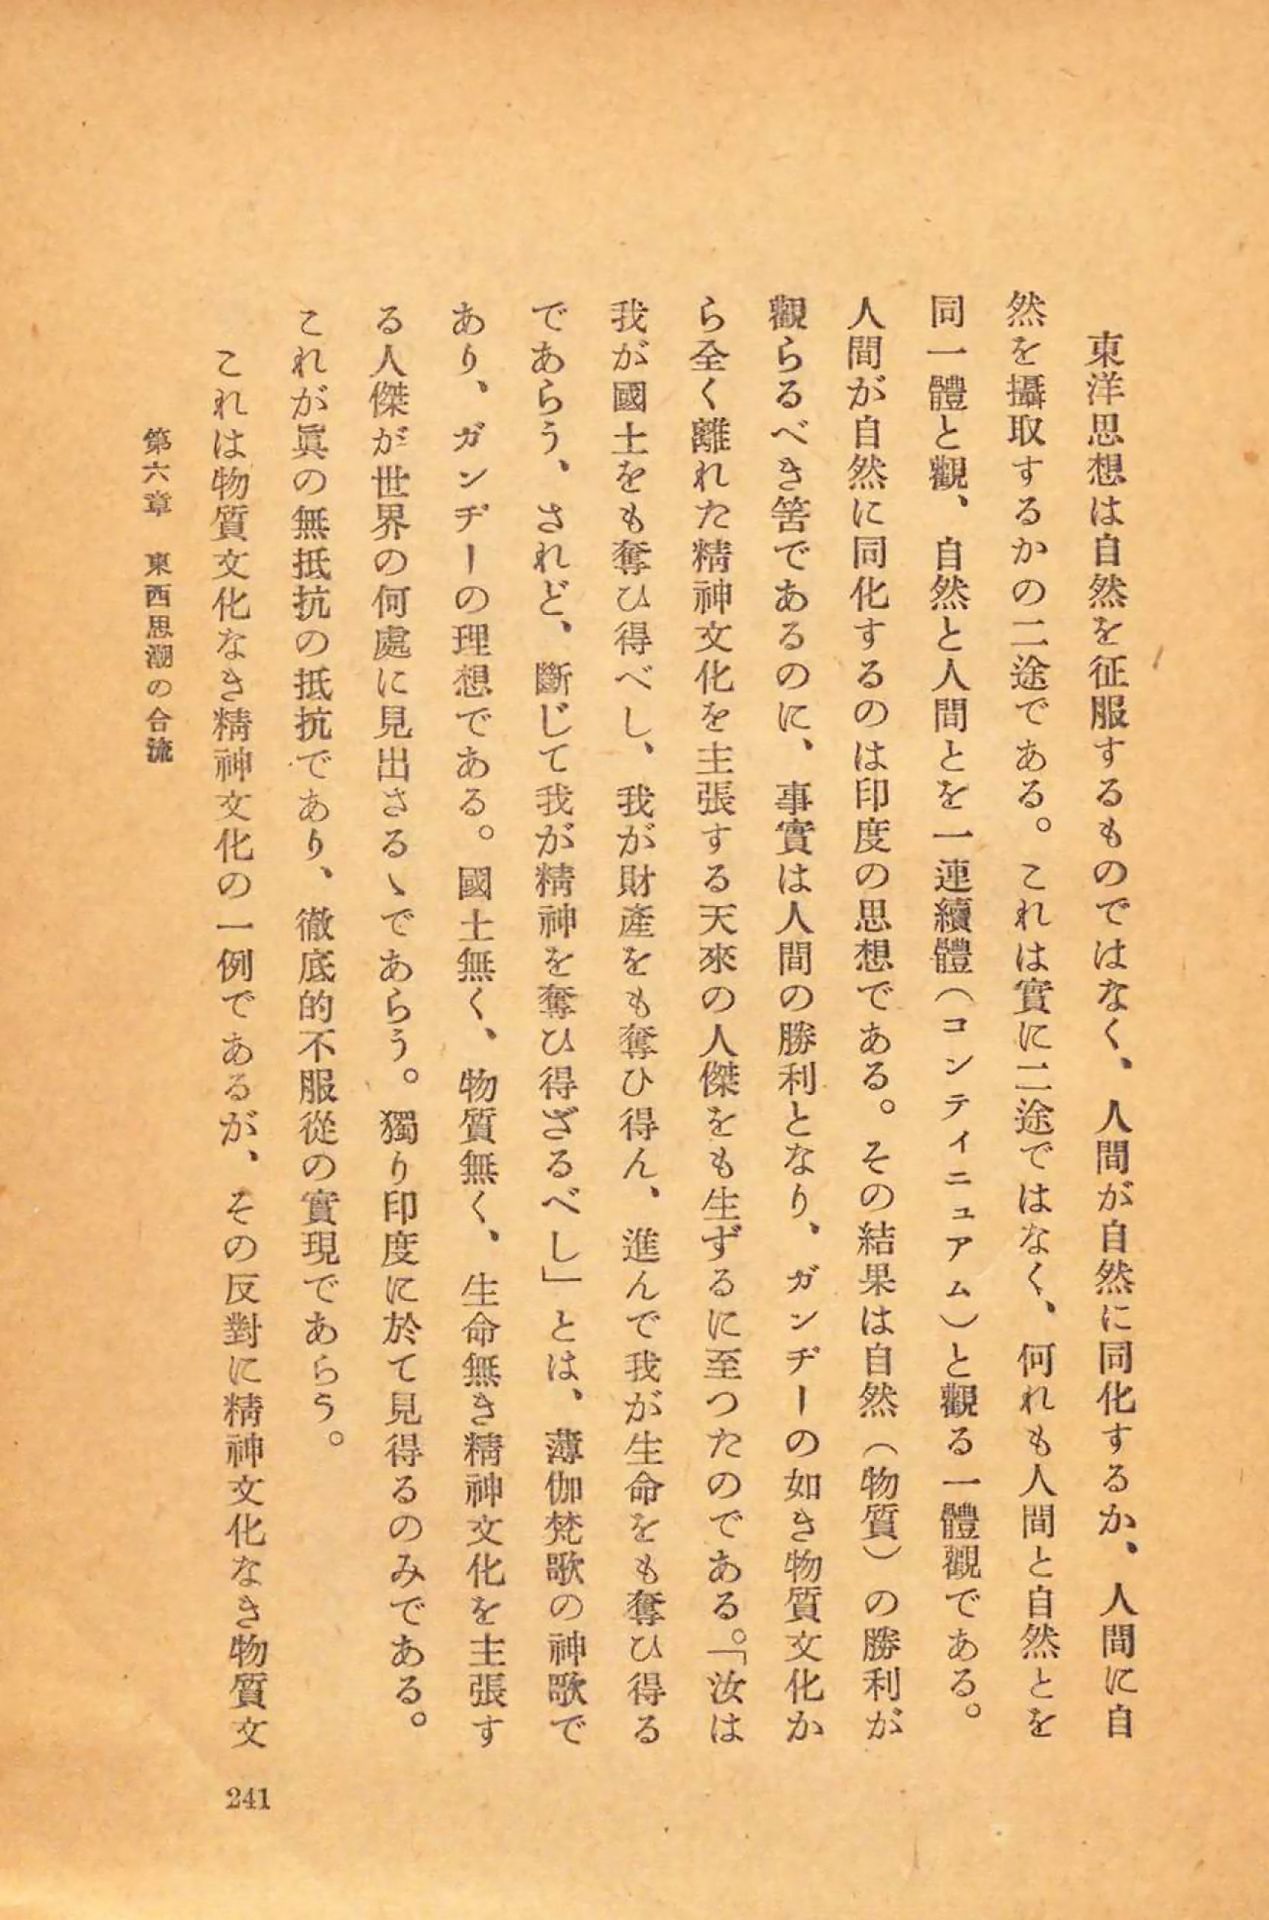 東洋思想は自然を征服するものではなく、人間が自然に同化するか、人間に自
然を攝取するかの二途である。これは實に二途ではなく、何れも人間と自然とを
同一體と觀、自然と人間とを一連續體（コンティニュアム）と觀る一體觀である。
人間が自然に同化するのは印度の思想である。その結果は自然（物質）の勝利が
觀らるべき筈であるのに、事實は人間の勝利となり、ガンヂーの如き物質文化か
ら全く離れた精神文化を主張する天來の人傑をも生ずるに至つたのである。「汝は
我が國土をも奪ひ得べし、我が財產をも奪ひ得ん、進んで我が生命をも奪ひ得る
であらう、されど、斷じて我が精神を奪ひ得ざるべし」とは、薄伽梵歌の神歌で
あり、ガンヂーの理想である。國土無く、物質無く、生命無き精神文化を主張す
る人傑が世界の何處に見出さるゝであらう。獨り印度に於て見得るのみである。
これが眞の無抵抗の抵抗であり、徹底的不服從の實現であらう。
これは物質文化なき精神文化の一例であるが、その反對に精神文化なき物質文
第六章　東西思潮の合流
241